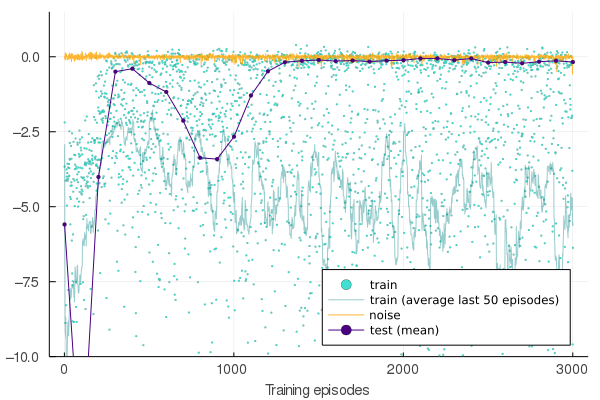 0.0
−2.5
−5.0
−7.5
−10.0
0 1000 2000 3000
Training episodes
train
train (average last 50 episodes)
noise
test (mean)